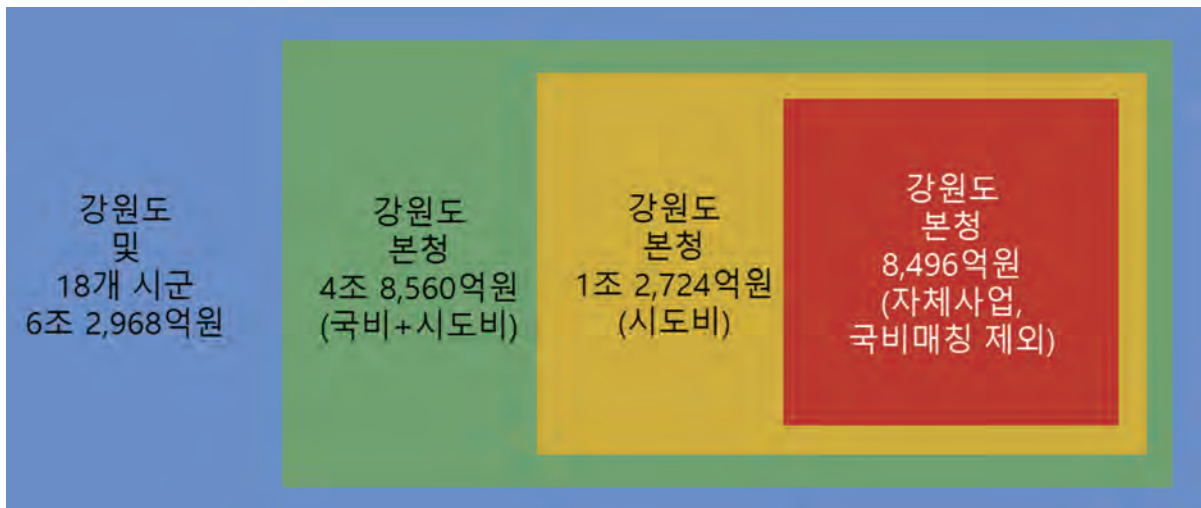 강원도
및
18개 시군
6조 2,968억원
강원도
본청
4조 8,560억원
(국비+시도비)
강원도
본청
1조 2,724억원
(시도비)
강원도
본청
8,496억원
(자체사업,
국비매칭 제외)